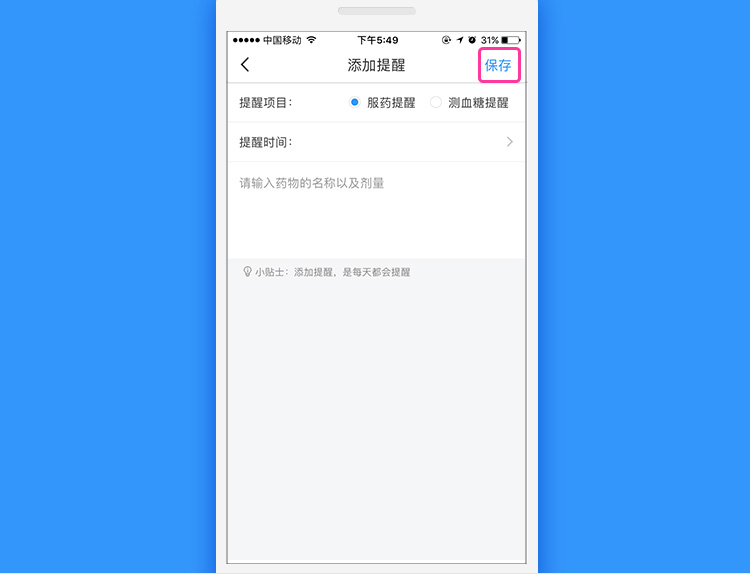 中国移动 下午5:49 31%
添加提醒 保存
提醒项目： 服药提醒 测血糖提醒
提醒时间：
请输入药物的名称以及剂量
小贴士：添加提醒，是每天都会提醒